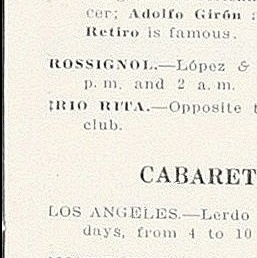 cer; Adolfo Girón
Retiro is famous.
ROSSIGNOL.—López &
p. m. and 2 a. m.
‡RIO RITA.—Opposite
club.
CABARET
LOS ANGELES.—Lerdo
days, from 4 to 10